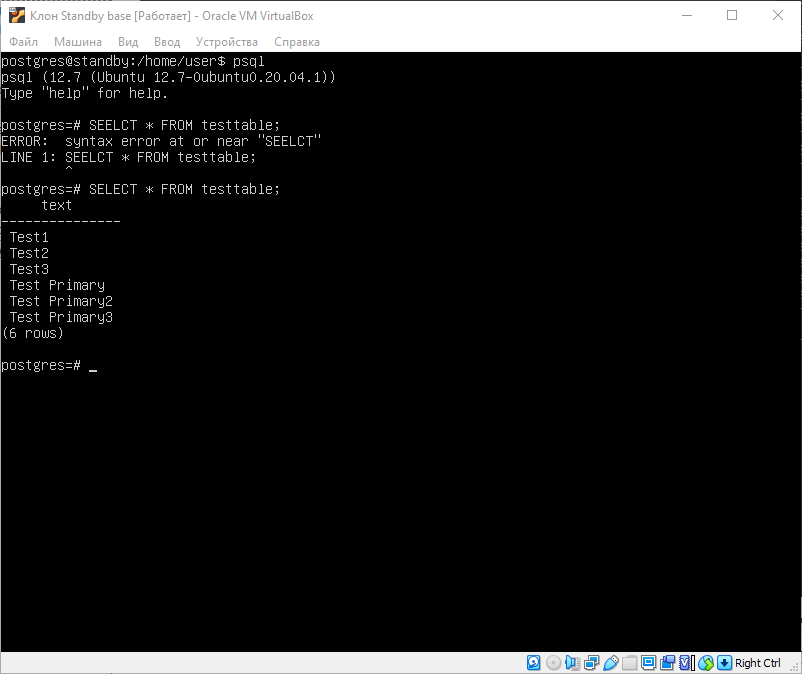 Клон Standby base [Работает] - Oracle VM VirtualBox
Файл Машина Вид Ввод Устройства Справка
postgres@standby:/home/user$ psql
psql (12.7 (Ubuntu 12.7-0ubuntu0.20.04.1))
Type "help" for help.
postgres=# SEELCT * FROM testtable;
ERROR:  syntax error at or near "SEELCT"
LINE 1: SEELCT * FROM testtable;
        ^
postgres=# SELECT * FROM testtable;
     text
---------------
 Test1
 Test2
 Test3
 Test Primary
 Test Primary2
 Test Primary3
(6 rows)
postgres=# _
Right Ctrl